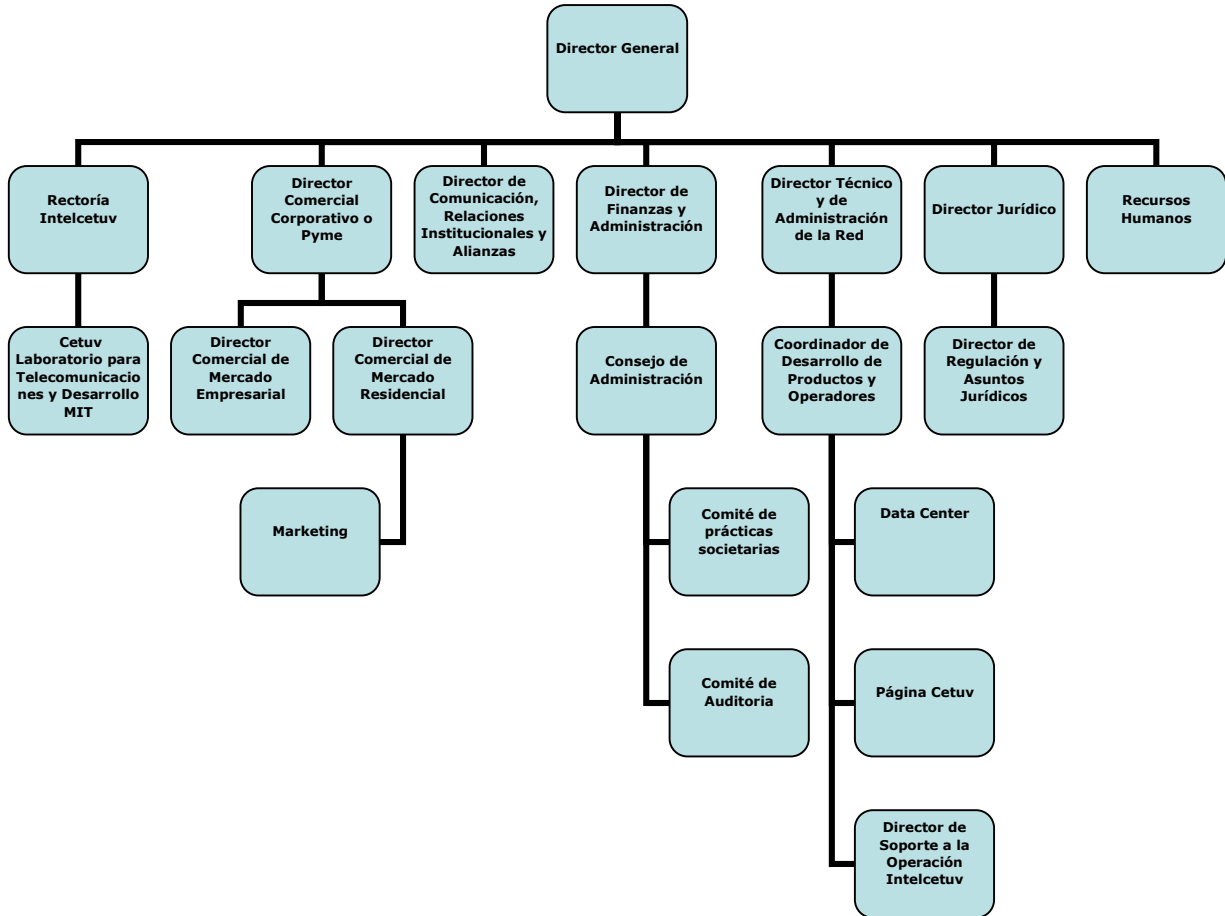 Director General
Rectoría
Intelcetuv
Director
Comercial
Corporativo o
Pyme
Director de
Comunicación,
Relaciones
Institucionales y
Alianzas
Director de
Finanzas y
Administración
Director Técnico
y de
Administración
de la Red
Director Jurídico
Recursos
Humanos
Cetuv
Laboratorio para
Telecomunicacio
nes y Desarrollo
MIT
Director
Comercial de
Mercado
Empresarial
Director
Comercial de
Mercado
Residencial
Consejo de
Administración
Coordinador de
Desarrollo de
Productos y
Operadores
Director de
Regulación y
Asuntos
Jurídicos
Marketing
Comité de
prácticas
societarias
Data Center
Comité de
Auditoria
Página Cetuv
Director de
Soporte a la
Operación
Intelcetuv